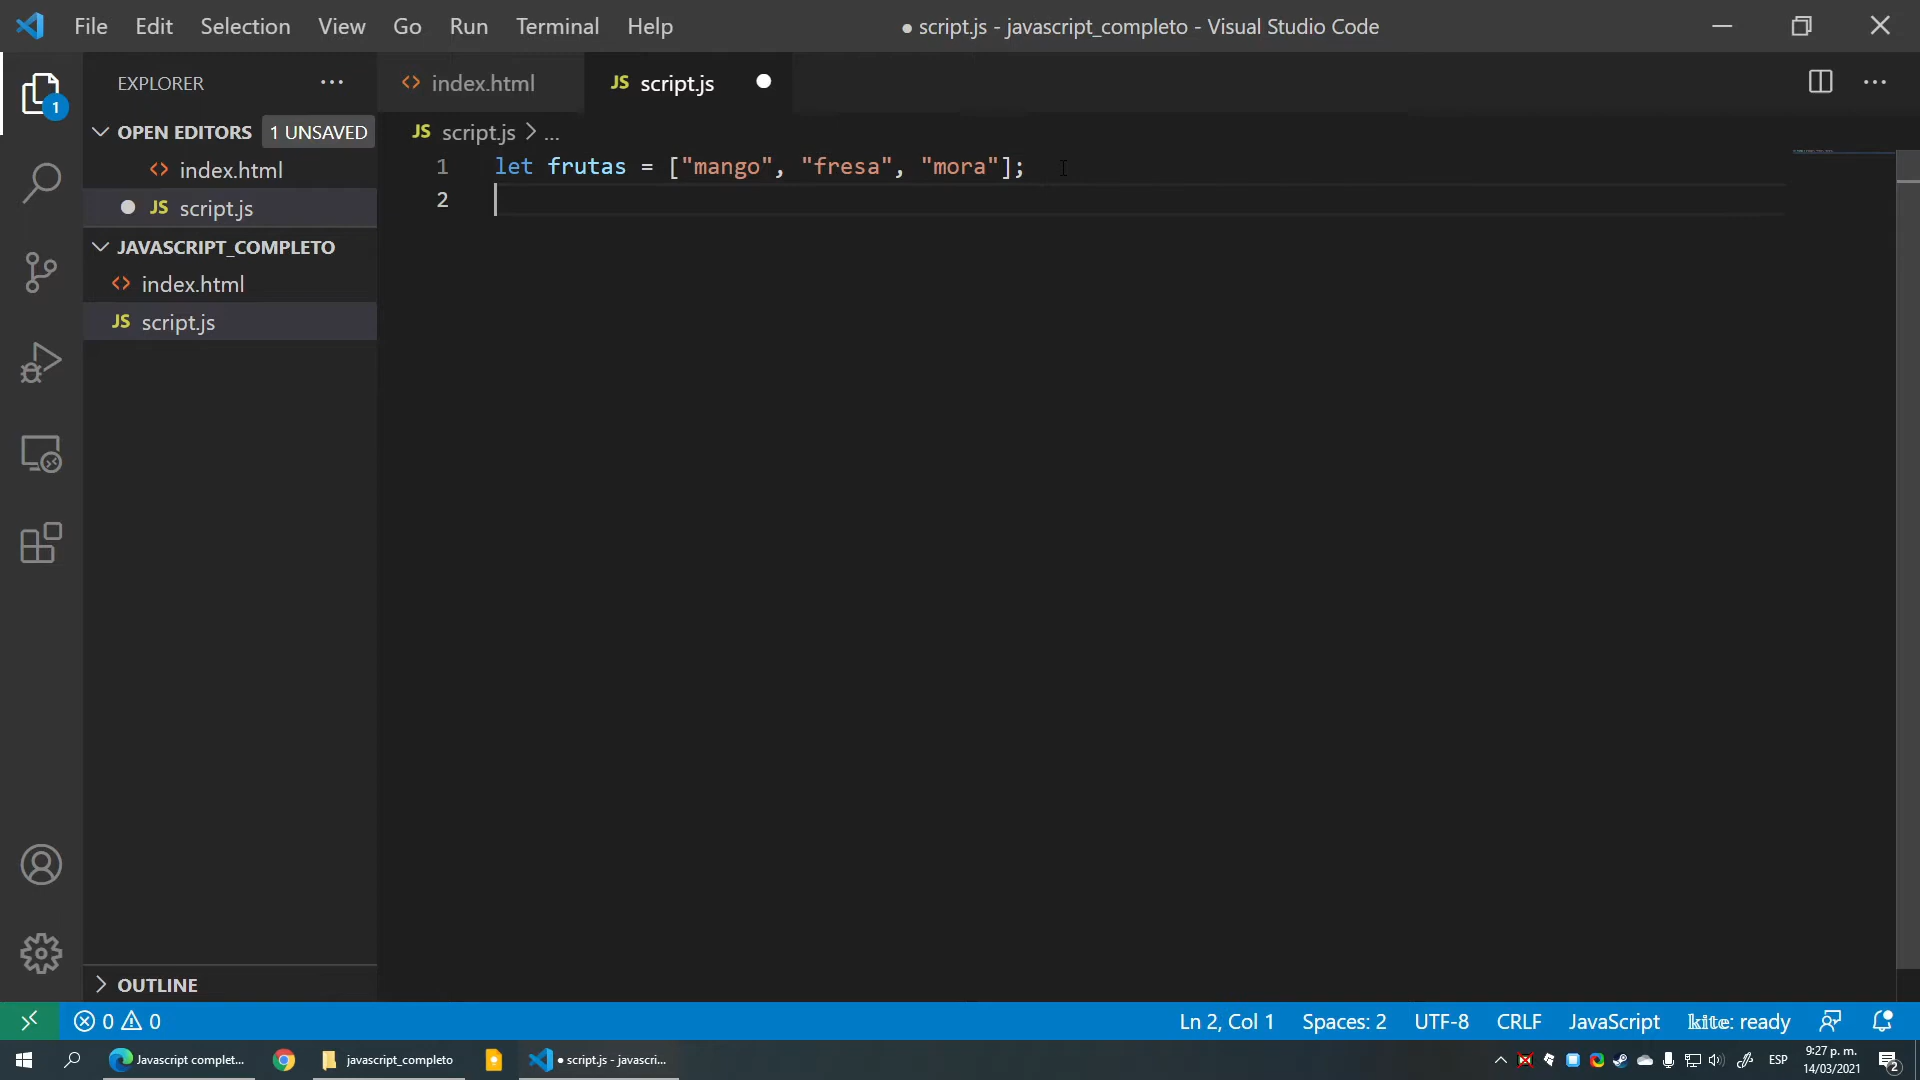 File Edit Selection View Go Run Terminal Help
● script.js - javascript_completo - Visual Studio Code
EXPLORER
index.html
JS script.js
OPEN EDITORS 1 UNSAVED
JS script.js > ...
index.html
JS script.js
JAVASCRIPT_COMPLETO
index.html
JS script.js
1 let frutas = ["mango", "fresa", "mora"];
2
1
OUTLINE
0 0
Ln 2, Col 1 Spaces: 2 UTF-8 CRLF JavaScript kite: ready
Javascript complet...
javascript_completo
● script.js - javascri...
ESP
9:27 p. m.
14/03/2021
2